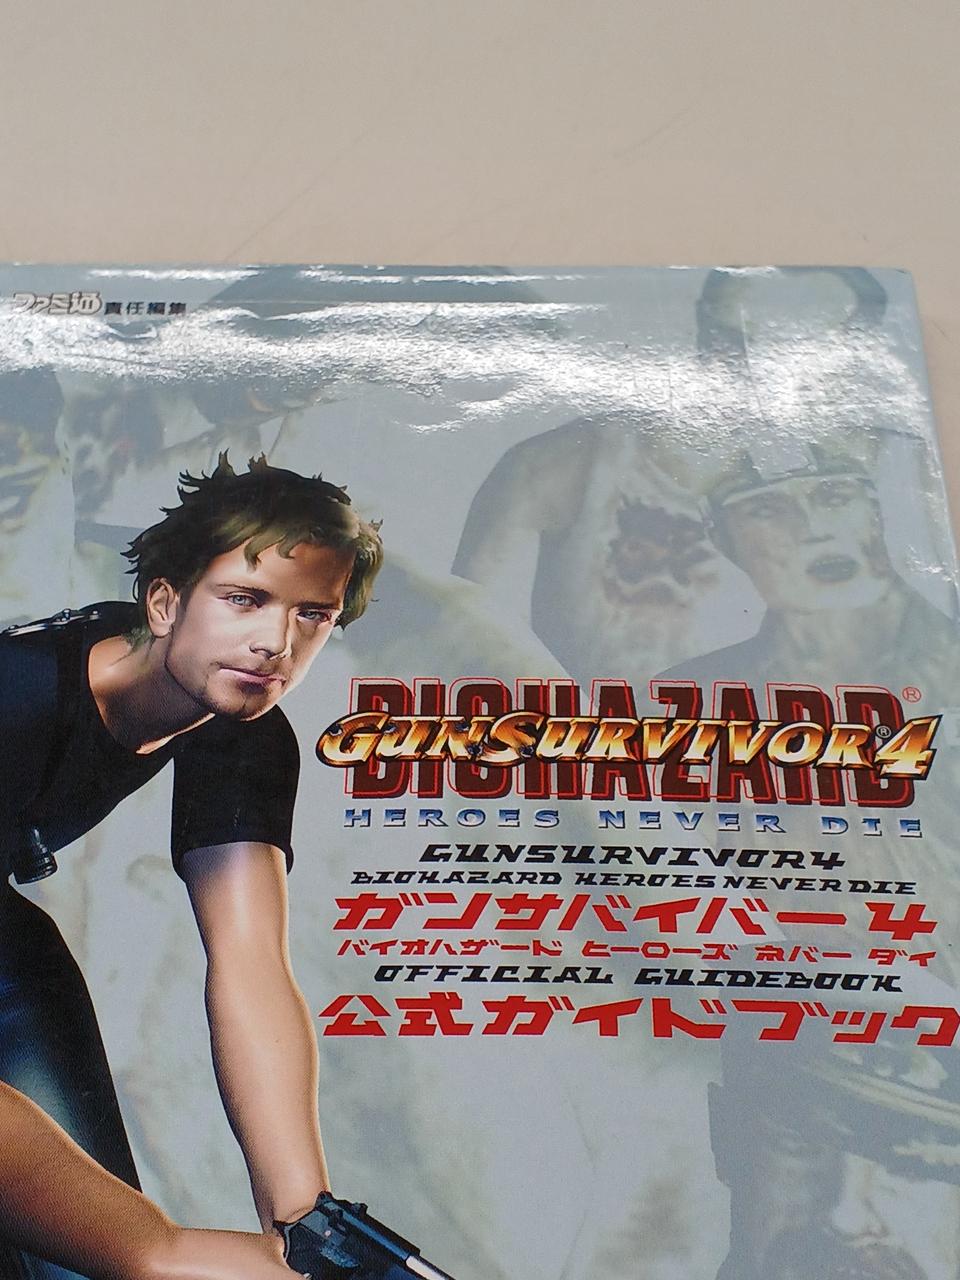 ファミ通 責任編集
BIOHAZARD®
GUNSURVIVOR4®
HEROES NEVER DIE
GUNSURVIVOR4
BIOHAZARD HEROES NEVER DIE
ガンサバイバー4
バイオハザード ヒーローズ ネバー ダイ
OFFICIAL GUIDEBOOK
公式ガイドブック